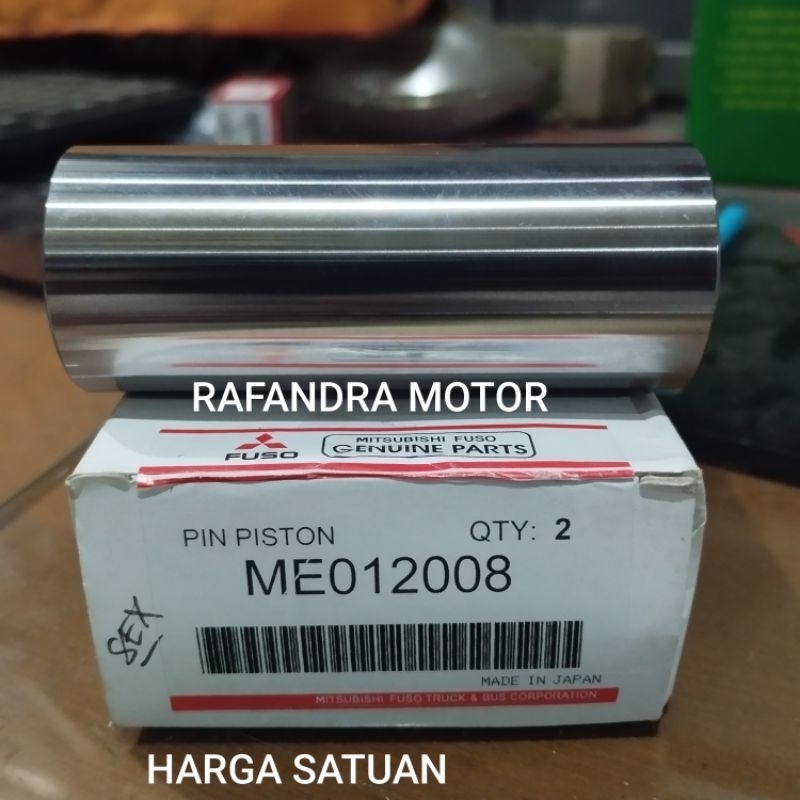 RAFANDRA MOTOR
FUSO
MITSUBISHI FUSO
GENUINE PARTS
PIN PISTON
QTY: 2
ME012008
MADE IN JAPAN
MITSUBISHI FUSO TRUCK & BUS CORPORATION
HARGA SATUAN